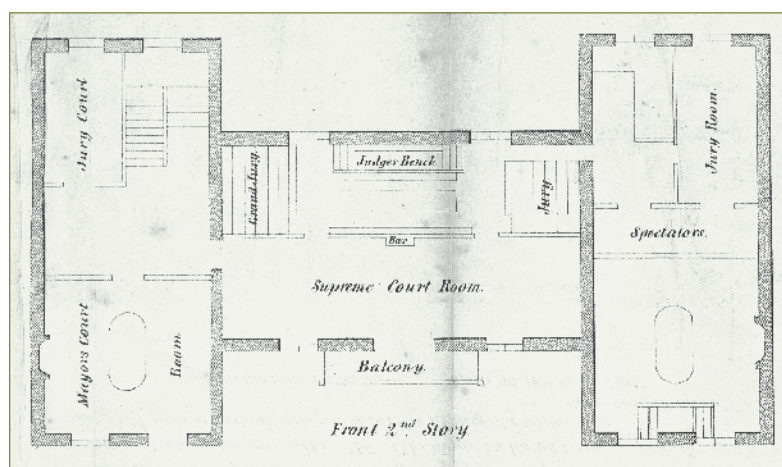 Jury Court
Grand Jury.
Judges Bench
Jury
Jury Room.
Bar
Spectators.
Supreme Court Room.
Mayors Court
Room.
Balcony.
Front 2nd Story